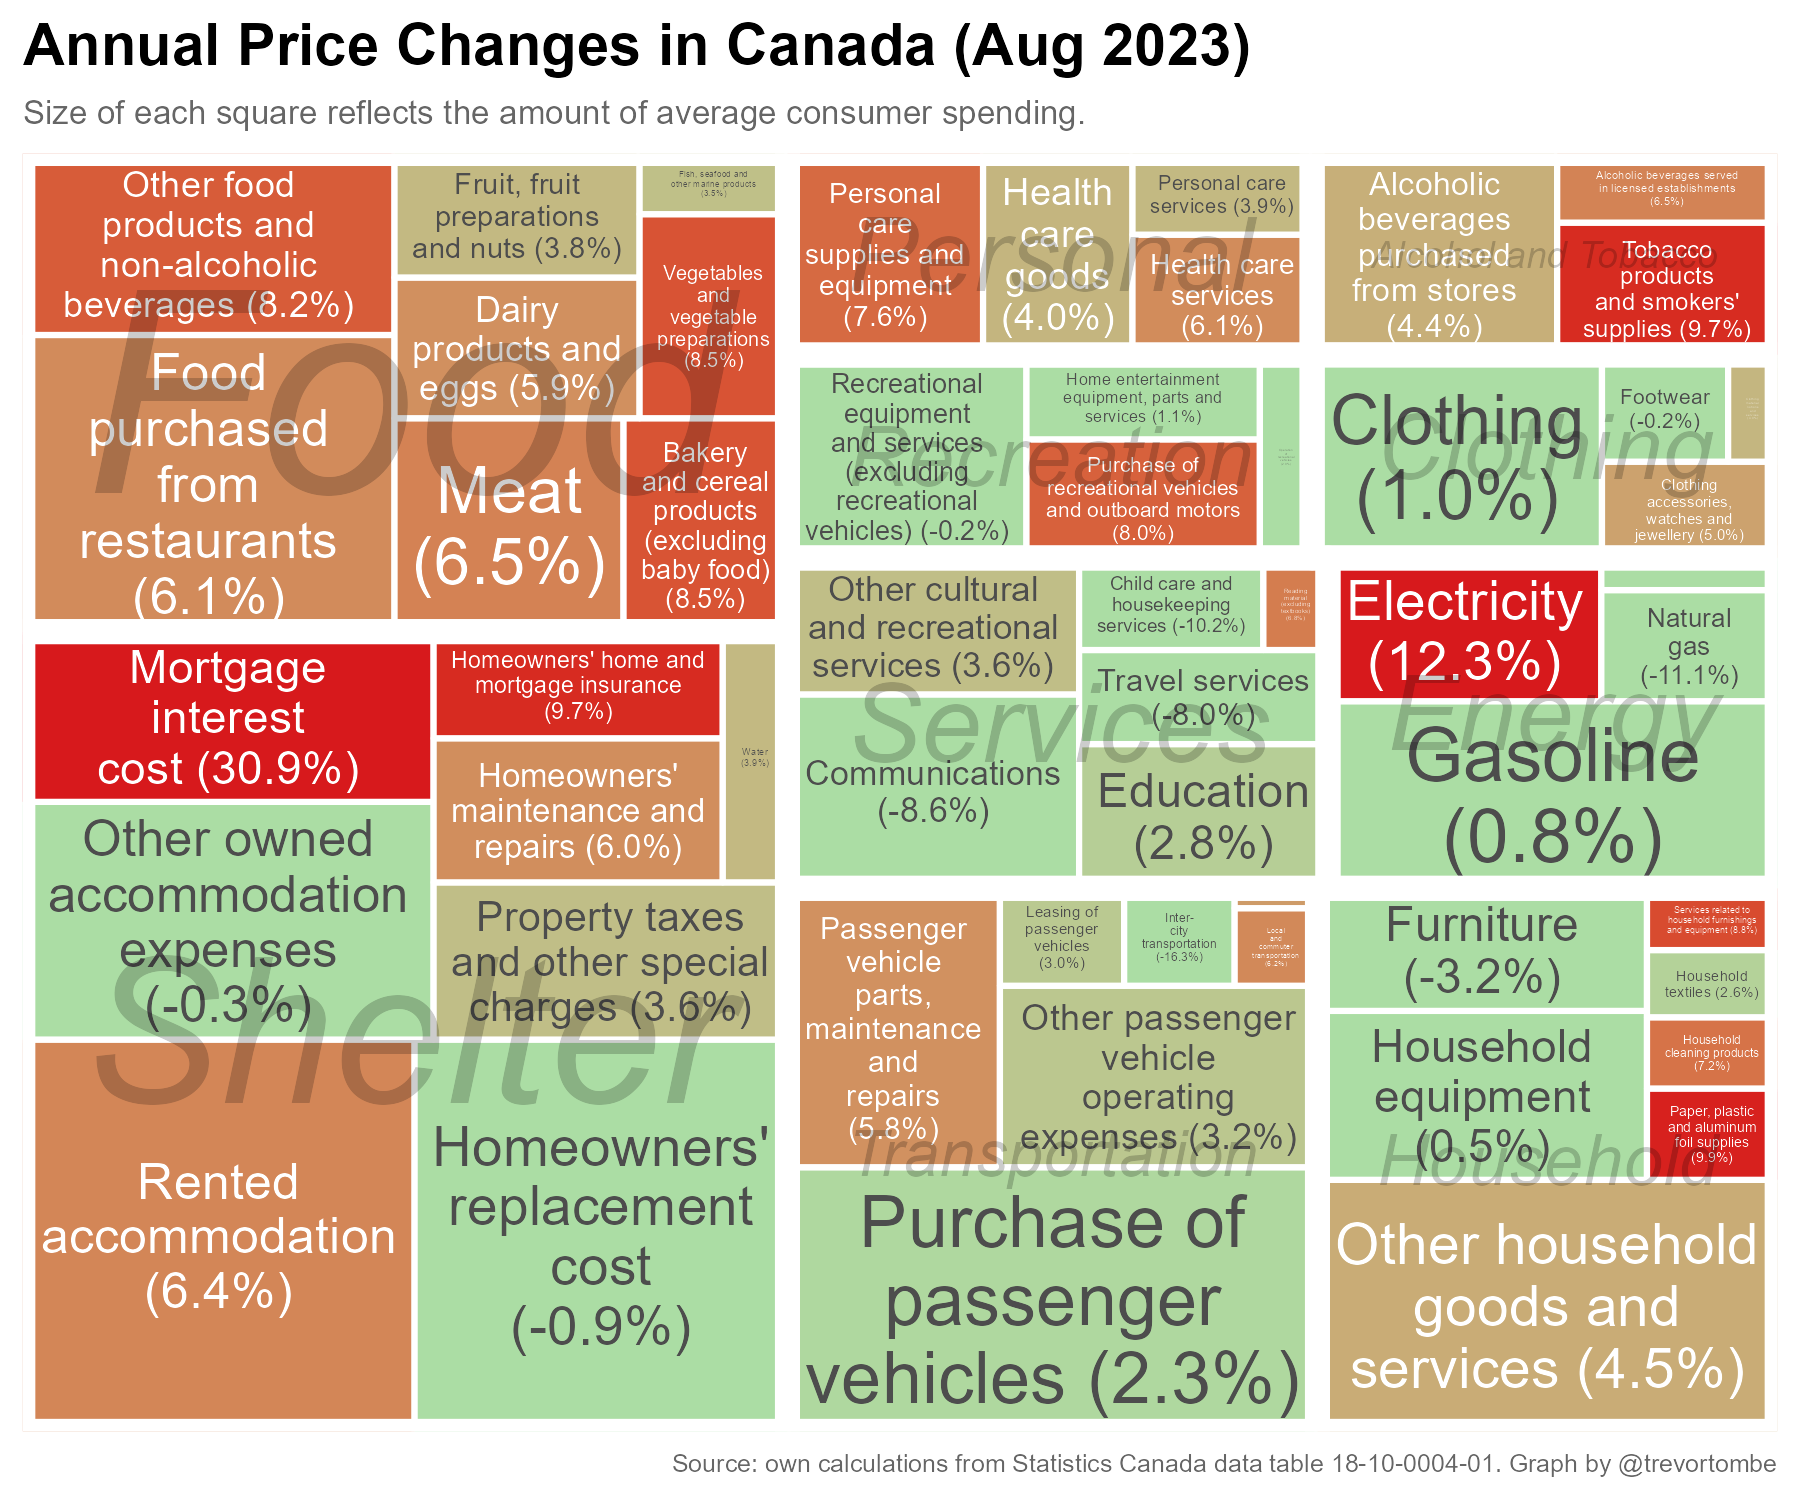 Annual Price Changes in Canada (Aug 2023)
Size of each square reflects the amount of average consumer spending.
Other food
products and
non-alcoholic
beverages (8.2%)
Fruit, fruit
preparations
and nuts (3.8%)
Fish, seafood and
other marine products
(3.5%)
Dairy
products and
eggs (5.9%)
Vegetables
and
vegetable
preparations
(8.5%)
Food
purchased
from
restaurants
(6.1%)
Meat
(6.5%)
Bakery
and cereal
products
(excluding
baby food)
(8.5%)
Food
Personal
care
supplies and
equipment
(7.6%)
Health
care
goods
(4.0%)
Personal care
services (3.9%)
Health care
services
(6.1%)
Personal
Alcoholic
beverages
purchased
from stores
(4.4%)
Alcoholic beverages served
in licensed establishments
(6.5%)
Tobacco
products
and smokers'
supplies (9.7%)
Alcohol and Tobacco
Recreational
equipment
and services
(excluding
recreational
vehicles) (-0.2%)
Home entertainment
equipment, parts and
services (1.1%)
Purchase of
recreational vehicles
and outboard motors
(8.0%)
Recreation
Clothing
(1.0%)
Footwear
(-0.2%)
Clothing
accessories,
watches and
jewellery (5.0%)
Clothing
Mortgage
interest
cost (30.9%)
Homeowners' home and
mortgage insurance
(9.7%)
Homeowners'
maintenance and
repairs (6.0%)
Water
(3.9%)
Other owned
accommodation
expenses
(-0.3%)
Property taxes
and other special
charges (3.6%)
Rented
accommodation
(6.4%)
Homeowners'
replacement
cost
(-0.9%)
Shelter
Other cultural
and recreational
services (3.6%)
Child care and
housekeeping
services (-10.2%)
Reading
material
(excluding
textbooks)
Travel services
(-8.0%)
Communications
(-8.6%)
Education
(2.8%)
Services
Electricity
(12.3%)
Natural
gas
(-11.1%)
Gasoline
(0.8%)
Energy
Passenger
vehicle
parts,
maintenance
and
repairs
(5.8%)
Leasing of
passenger
vehicles
(3.0%)
Inter-
city
transportation
(-16.3%)
Local
and
commuter
transportation
(6.2%)
Other passenger
vehicle
operating
expenses (3.2%)
Purchase of
passenger
vehicles (2.3%)
Transportation
Furniture
(-3.2%)
Services related to
household furnishings
and equipment (8.8%)
Household
textiles (2.6%)
Household
equipment
(0.5%)
Household
cleaning products
(7.2%)
Paper, plastic
and aluminum
foil supplies
(9.9%)
Other household
goods and
services (4.5%)
Household
Source: own calculations from Statistics Canada data table 18-10-0004-01. Graph by @trevortombe